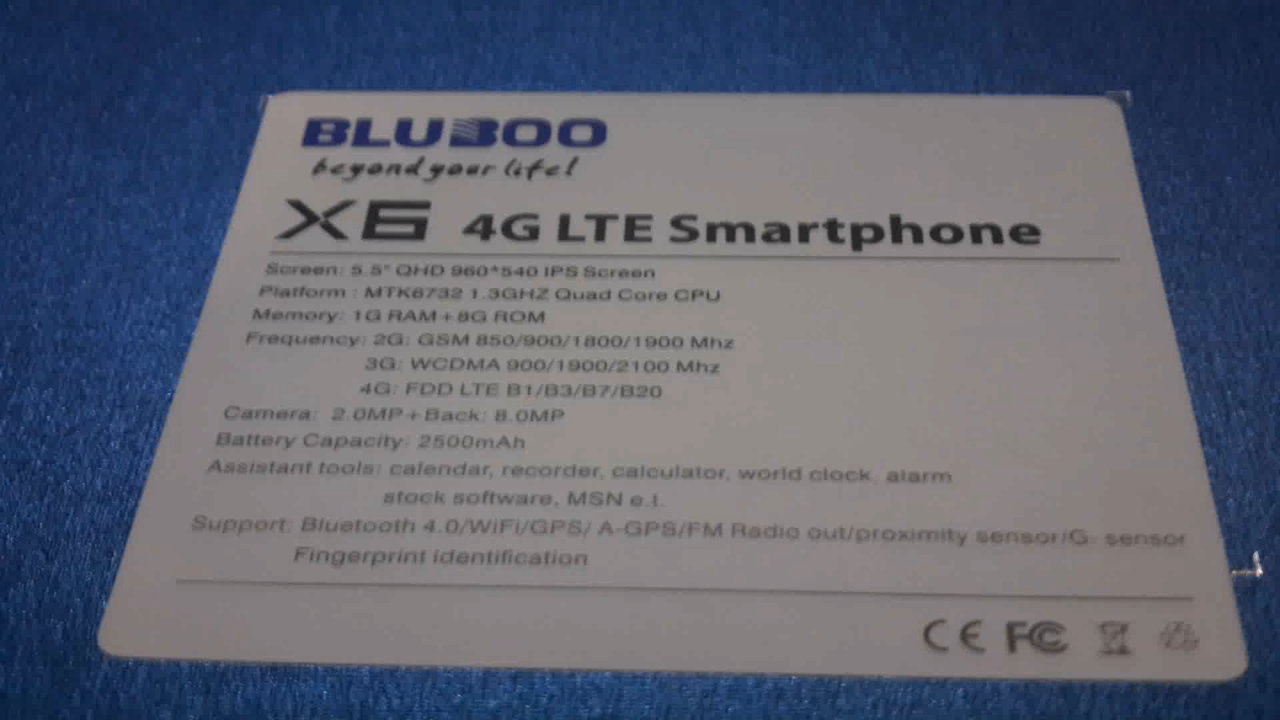 BLUBOO
beyond your life!
X6 4G LTE Smartphone
Screen: 5.5" QHD 960*540 IPS Screen
Platform : MTK6732 1.3GHZ Quad Core CPU
Memory: 1G RAM+8G ROM
Frequency: 2G: GSM 850/900/1800/1900 Mhz
3G: WCDMA 900/1900/2100 Mhz
4G: FDD LTE B1/B3/B7/B20
Camera: 2.0MP+Back: 8.0MP
Battery Capacity: 2500mAh
Assistant tools: calendar, recorder, calculator, world clock, alarm
stock software, MSN e.t.
Support: Bluetooth 4.0/WiFi/GPS/ A-GPS/FM Radio out/proximity sensor/G: sensor
Fingerprint identification
CE FC